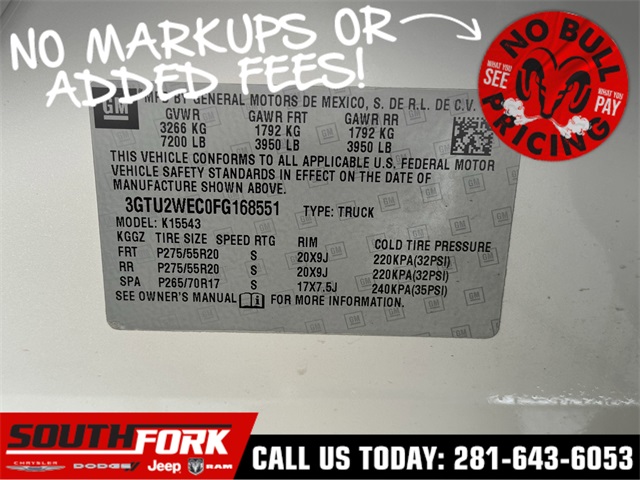 NO MARKUPS OR
ADDED FEES!
NO BULL
WHAT YOU SEE
WHAT YOU PAY
PRICING
GM
MFD BY GENERAL MOTORS DE MEXICO, S. DE R.L. DE C.V.
GVWR GAWR FRT GAWR RR
3266 KG 1792 KG 1792 KG
7200 LB 3950 LB 3950 LB
THIS VEHICLE CONFORMS TO ALL APPLICABLE U.S. FEDERAL MOTOR
VEHICLE SAFETY STANDARDS IN EFFECT ON THE DATE OF
MANUFACTURE SHOWN ABOVE.
3GTU2WEC0FG168551 TYPE: TRUCK
MODEL: K15543
KGGZ TIRE SIZE SPEED RTG RIM COLD TIRE PRESSURE
FRT P275/55R20 S 20X9J 220KPA(32PSI)
RR P275/55R20 S 20X9J 220KPA(32PSI)
SPA P265/70R17 S 17X7.5J 240KPA(35PSI)
SEE OWNER'S MANUAL FOR MORE INFORMATION.
SOUTHFORK
CHRYSLER DODGE Jeep RAM
CALL US TODAY: 281-643-6053